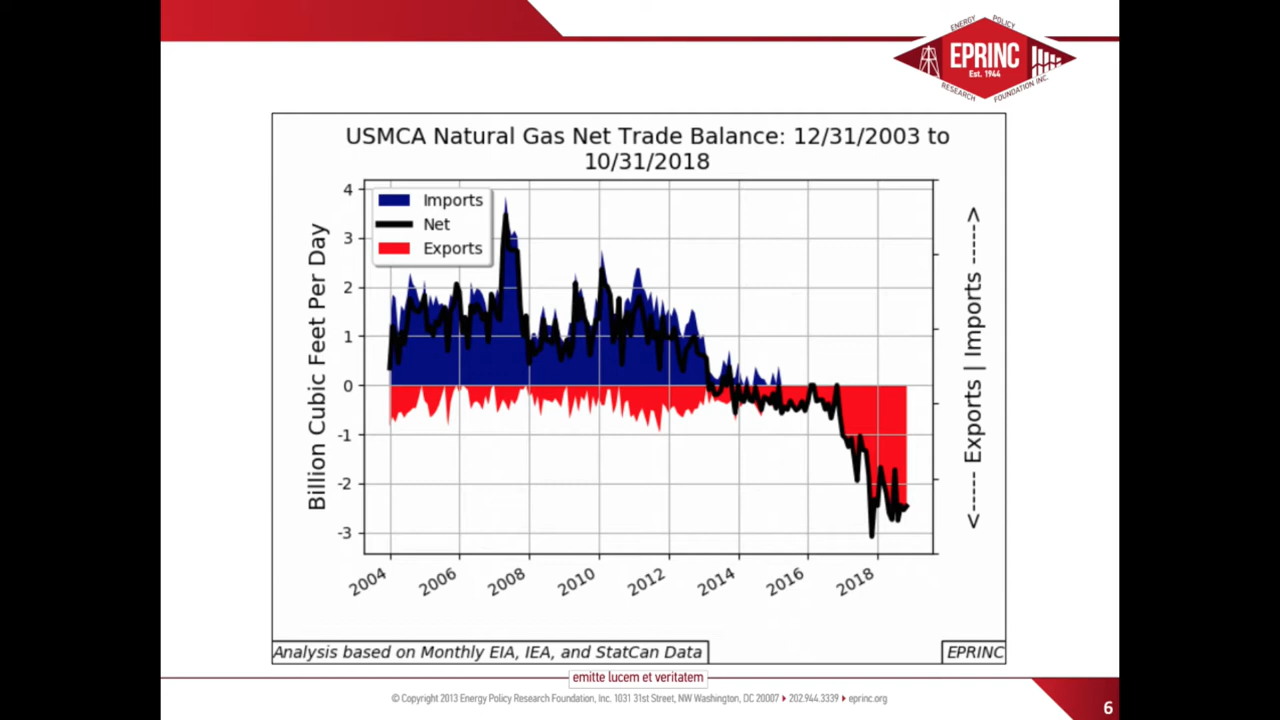 ENERGY POLICY
EPRINC
Est. 1944
RESEARCH FOUNDATION INC.
USMCA Natural Gas Net Trade Balance: 12/31/2003 to
10/31/2018
Imports
Net
Exports
Billion Cubic Feet Per Day
4
3
2
1
0
-1
-2
-3
2004
2006
2008
2010
2012
2014
2016
2018
<----- Exports | Imports ----->
Analysis based on Monthly EIA, IEA, and StatCan Data
EPRINC
emitte lucem et veritatem
© Copyright 2013 Energy Policy Research Foundation, Inc. 1031 31st Street, NW Washington, DC 20007 ▸ 202.944.3339 ▸ eprinc.org
6